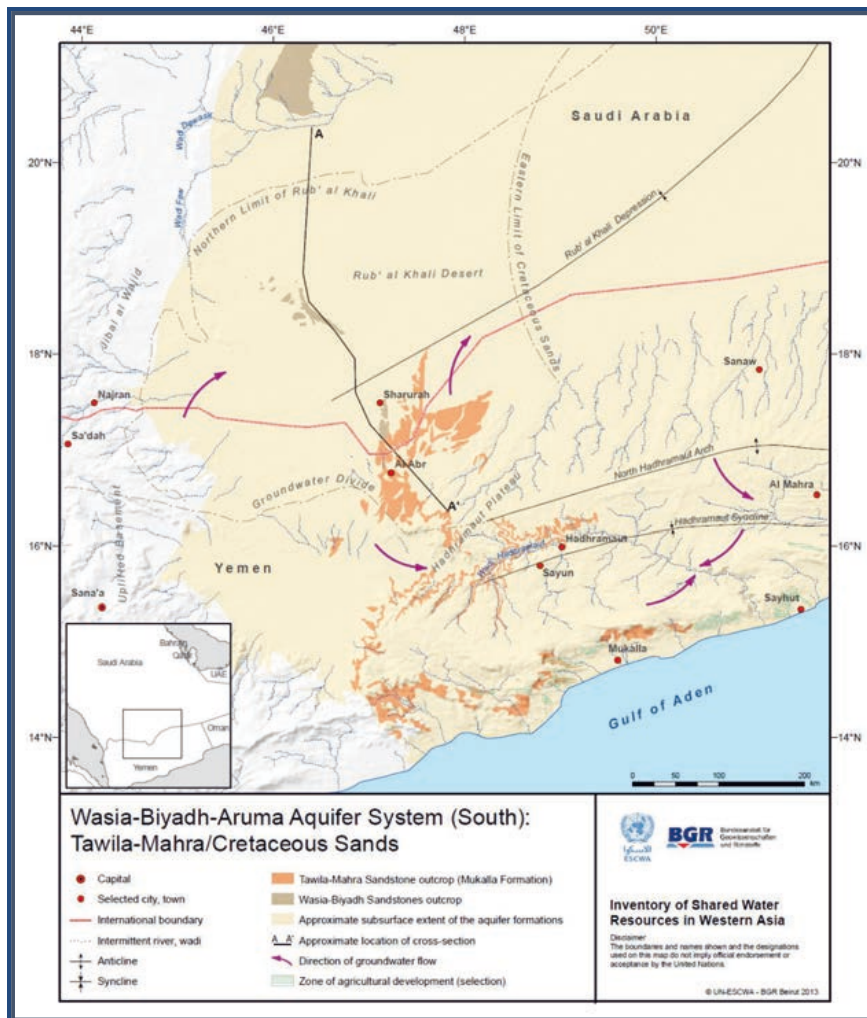 44°E 46°E 48°E 50°E
Saudi Arabia
A
Wadi Dawasir
20°N 20°N
Wadi Faw
Northern Limit of Rub' al Khali
Eastern Limit of Cretaceous Sands
Rub' al Khali Depression
Rub' al Khali Desert
Jibal al Wajid
18°N 18°N
Sanaw
Najran
Sharurah
Sa'dah
Al Abr
North Hadhramaut Arch
Groundwater Divide
A'
Al Mahra
Hadhramaut Plateau
Hadhramaut Syncline
16°N 16°N
Uplifted Basement
Yemen
Wadi Hadhramaut
Hadhramaut
Sayun
Sana'a
Sayhut
Mukalla
Gulf of Aden
Bahrain
Qatar
Saudi Arabia
UAE
Oman
Yemen
14°N 14°N
0 25 50 100 150 200
km
Wasia-Biyadh-Aruma Aquifer System (South):
Tawila-Mahra/Cretaceous Sands
Capital
Selected city, town
International boundary
Intermittent river, wadi
Anticline
Syncline
Tawila-Mahra Sandstone outcrop (Mukalla Formation)
Wasia-Biyadh Sandstones outcrop
Approximate subsurface extent of the aquifer formations
A A' Approximate location of cross-section
Direction of groundwater flow
Zone of agricultural development (selection)
ESCWA
BGR
Bundesanstalt für
Geowissenschaften
und Rohstoffe
Inventory of Shared Water
Resources in Western Asia
Disclaimer
The boundaries and names shown and the designations
used on this map do not imply official endorsement or
acceptance by the United Nations.
© UN-ESCWA - BGR Beirut 2013